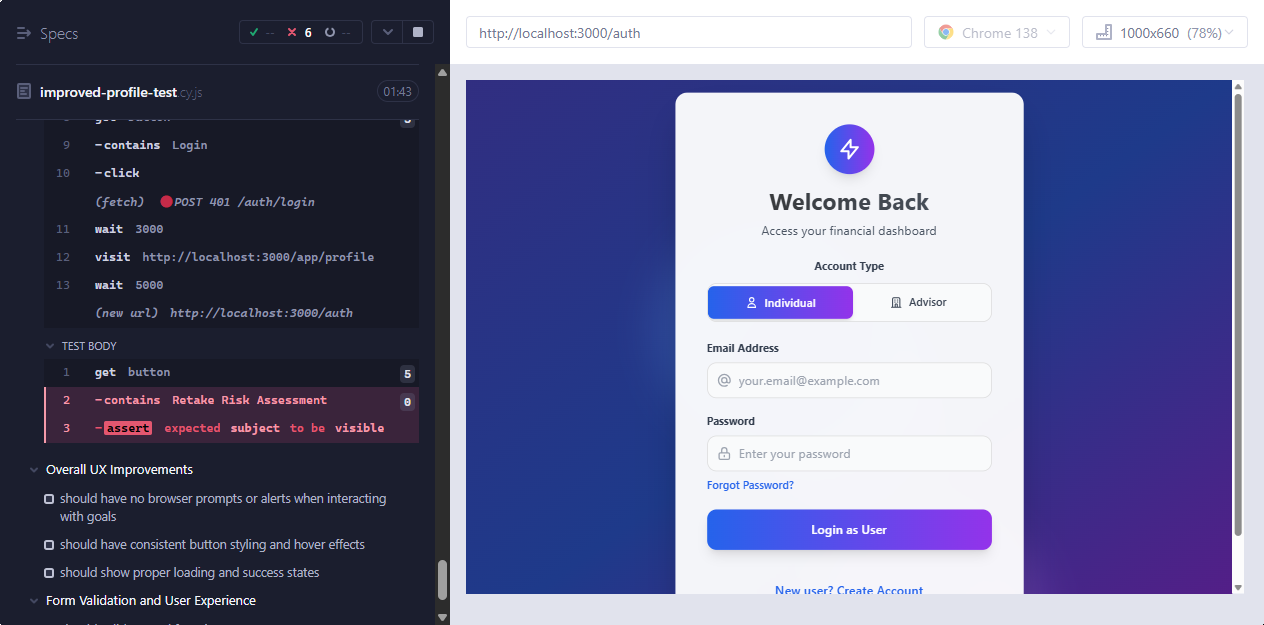 Specs
-- 6 --
improved-profile-test.cy.js 01:43
9 -contains Login
10 -click
(fetch) POST 401 /auth/login
11 wait 3000
12 visit http://localhost:3000/app/profile
13 wait 5000
(new url) http://localhost:3000/auth
TEST BODY
1 get button 5
2 -contains Retake Risk Assessment 0
3 -assert expected subject to be visible
Overall UX Improvements
should have no browser prompts or alerts when interacting
with goals
should have consistent button styling and hover effects
should show proper loading and success states
Form Validation and User Experience
http://localhost:3000/auth
Chrome 138
1000x660 (78%)
Welcome Back
Access your financial dashboard
Account Type
Individual
Advisor
Email Address
your.email@example.com
Password
Enter your password
Forgot Password?
Login as User
New user? Create Account